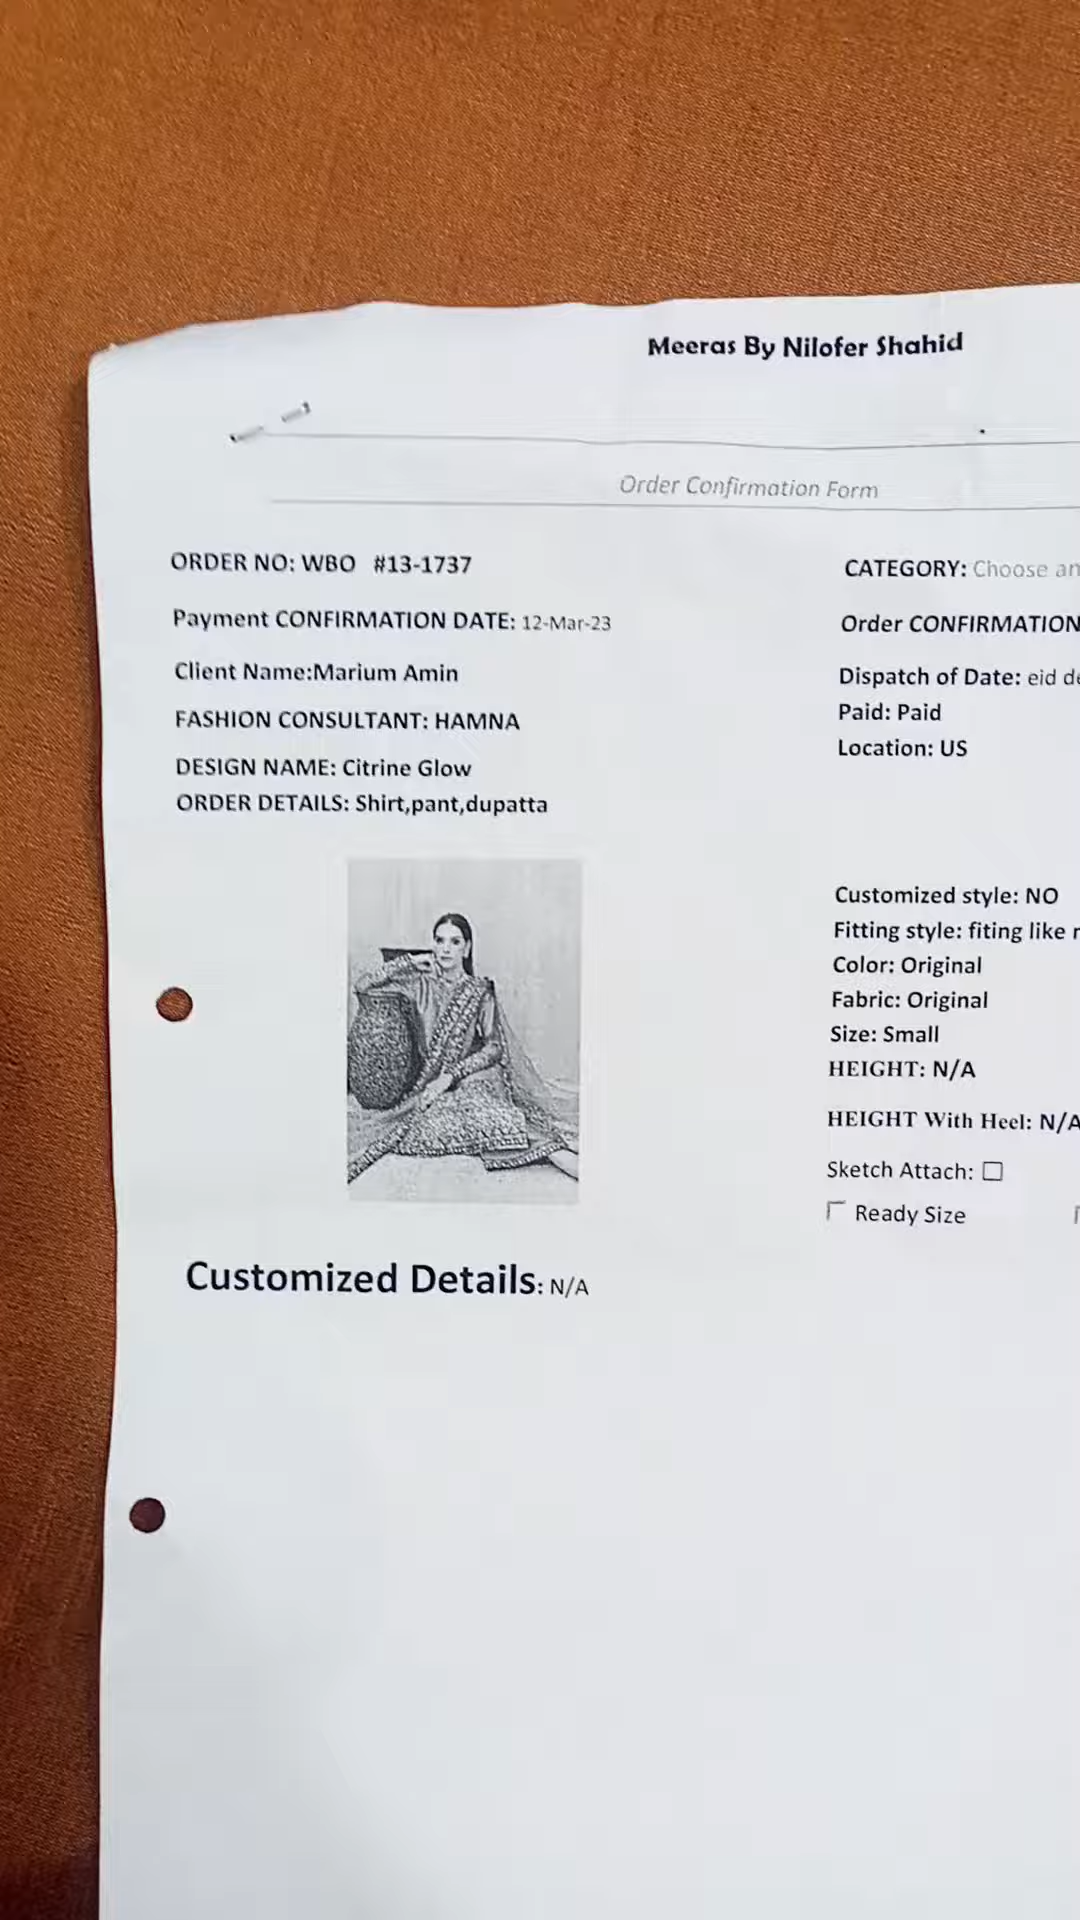 Meeras By Nilofer Shahid
Order Confirmation Form
ORDER NO: WBO #13-1737
CATEGORY: Choose an
Payment CONFIRMATION DATE: 12-Mar-23
Order CONFIRMATION
Client Name:Marium Amin
Dispatch of Date: eid
FASHION CONSULTANT: HAMNA
Paid: Paid
Location: US
DESIGN NAME: Citrine Glow
ORDER DETAILS: Shirt,pant,dupatta
Customized style: NO
Fitting style: fiting like
Color: Original
Fabric: Original
Size: Small
HEIGHT: N/A
HEIGHT With Heel: N/A
Sketch Attach: ☐
Ready Size
Customized Details: N/A